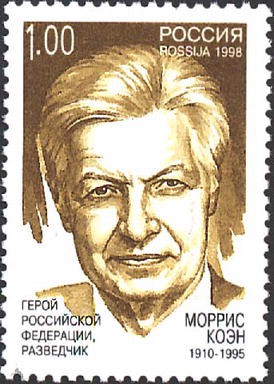 1.00
РОССИЯ
ROSSIJA 1998
ГЕРОЙ
РОССИЙСКОЙ
ФЕДЕРАЦИИ,
РАЗВЕДЧИК
МОРРИС
КОЭН
1910-1995